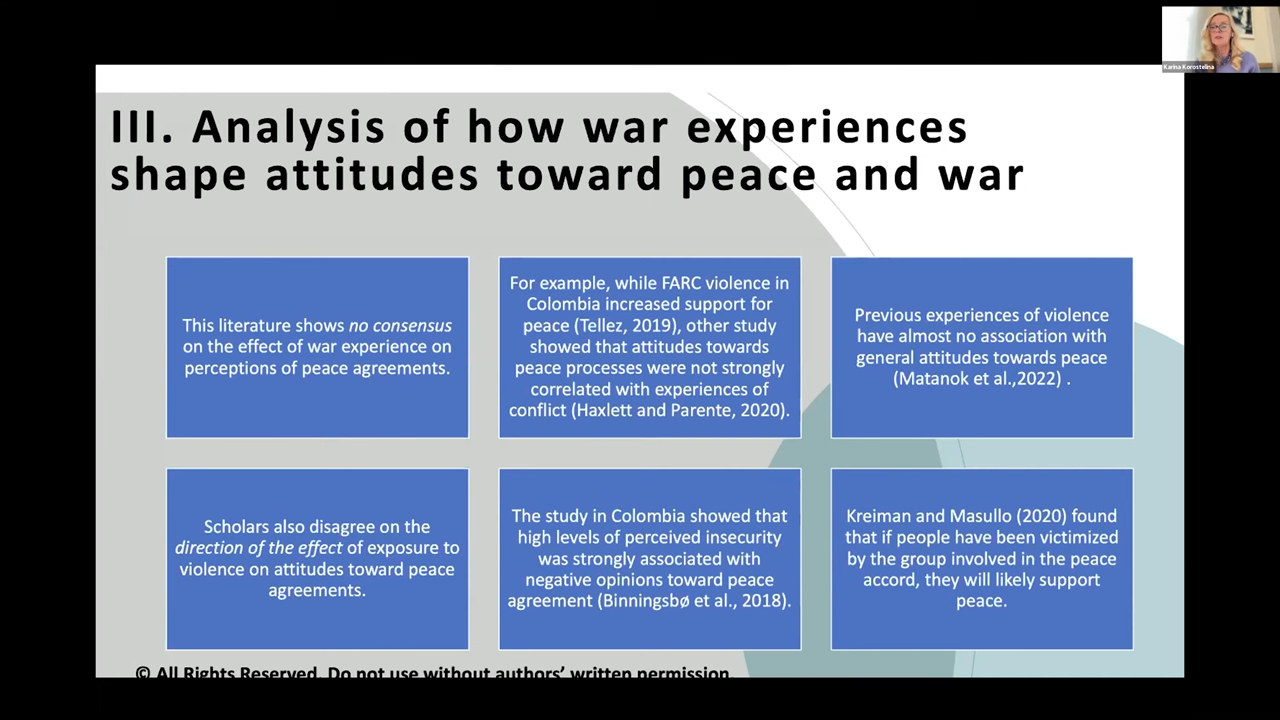 Karina Korostelina
III. Analysis of how war experiences
shape attitudes toward peace and war
This literature shows no consensus
on the effect of war experience on
perceptions of peace agreements.
For example, while FARC violence in
Colombia increased support for
peace (Tellez, 2019), other study
showed that attitudes towards
peace processes were not strongly
correlated with experiences of
conflict (Haxlett and Parente, 2020).
Previous experiences of violence
have almost no association with
general attitudes towards peace
(Matanok et al.,2022) .
Scholars also disagree on the
direction of the effect of exposure to
violence on attitudes toward peace
agreements.
The study in Colombia showed that
high levels of perceived insecurity
was strongly associated with
negative opinions toward peace
agreement (Binningsbø et al., 2018).
Kreiman and Masullo (2020) found
that if people have been victimized
by the group involved in the peace
accord, they will likely support
peace.
© All Rights Reserved. Do not use without authors’ written permission.